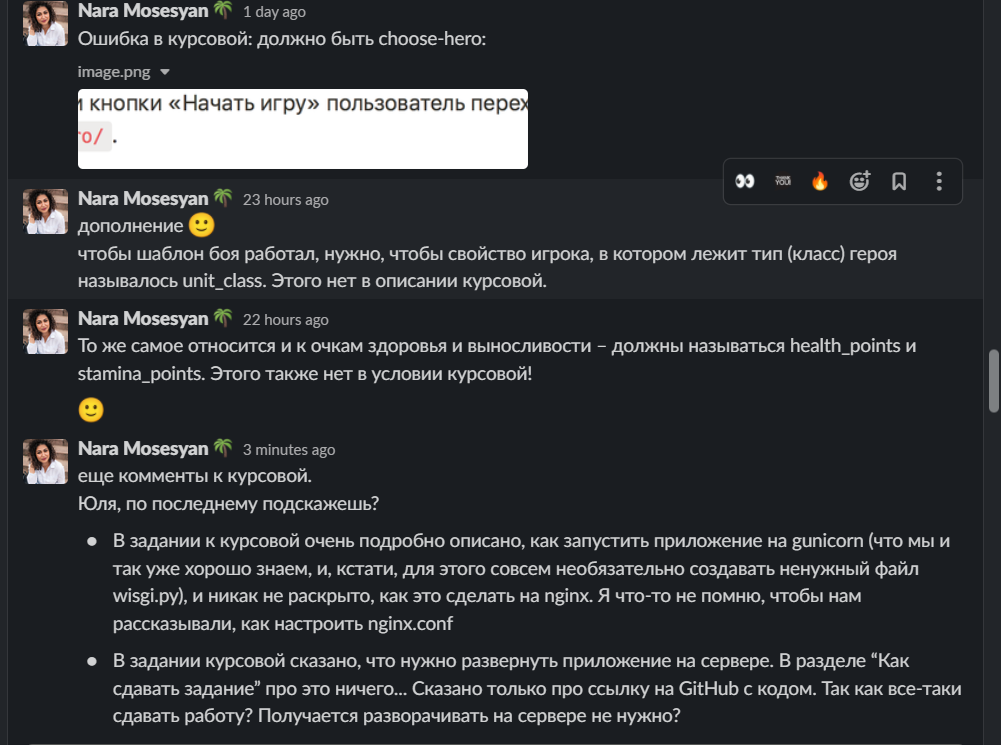 Nara Mosesyan 1 day ago
Ошибка в курсовой: должно быть choose-hero:
image.png
и кнопки «Начать игру» пользователь перех
ro/ .
Nara Mosesyan 23 hours ago
THANK YOU!
дополнение
чтобы шаблон боя работал, нужно, чтобы свойство игрока, в котором лежит тип (класс) героя
называлось unit_class. Этого нет в описании курсовой.
Nara Mosesyan 22 hours ago
То же самое относится и к очкам здоровья и выносливости – должны называться health_points и
stamina_points. Этого также нет в условии курсовой!
Nara Mosesyan 3 minutes ago
еще комменты к курсовой.
Юля, по последнему подскажешь?
• В задании к курсовой очень подробно описано, как запустить приложение на gunicorn (что мы и
так уже хорошо знаем, и, кстати, для этого совсем необязательно создавать ненужный файл
wisgi.py), и никак не раскрыто, как это сделать на nginx. Я что-то не помню, чтобы нам
рассказывали, как настроить nginx.conf
• В задании курсовой сказано, что нужно развернуть приложение на сервере. В разделе “Как
сдавать задание” про это ничего... Сказано только про ссылку на GitHub с кодом. Так как все-таки
сдавать работу? Получается разворачивать на сервере не нужно?